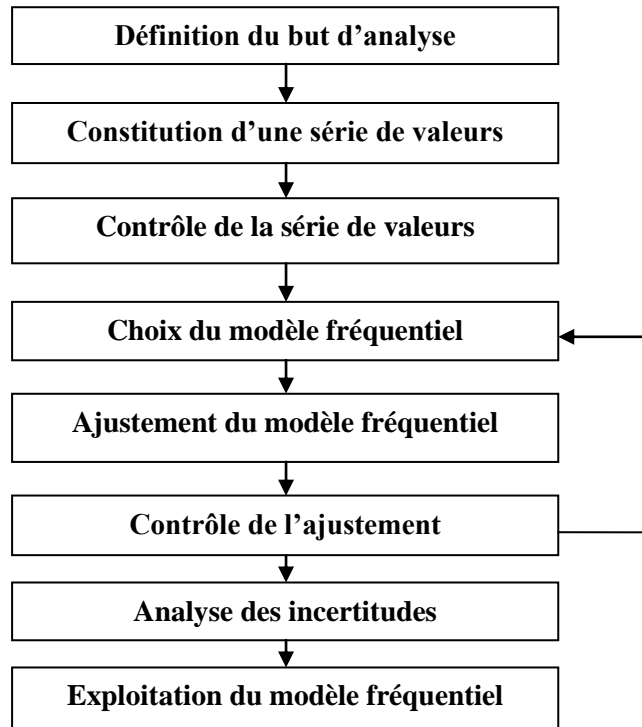 Définition du but d’analyse
Constitution d’une série de valeurs
Contrôle de la série de valeurs
Choix du modèle fréquentiel
Ajustement du modèle fréquentiel
Contrôle de l’ajustement
Analyse des incertitudes
Exploitation du modèle fréquentiel